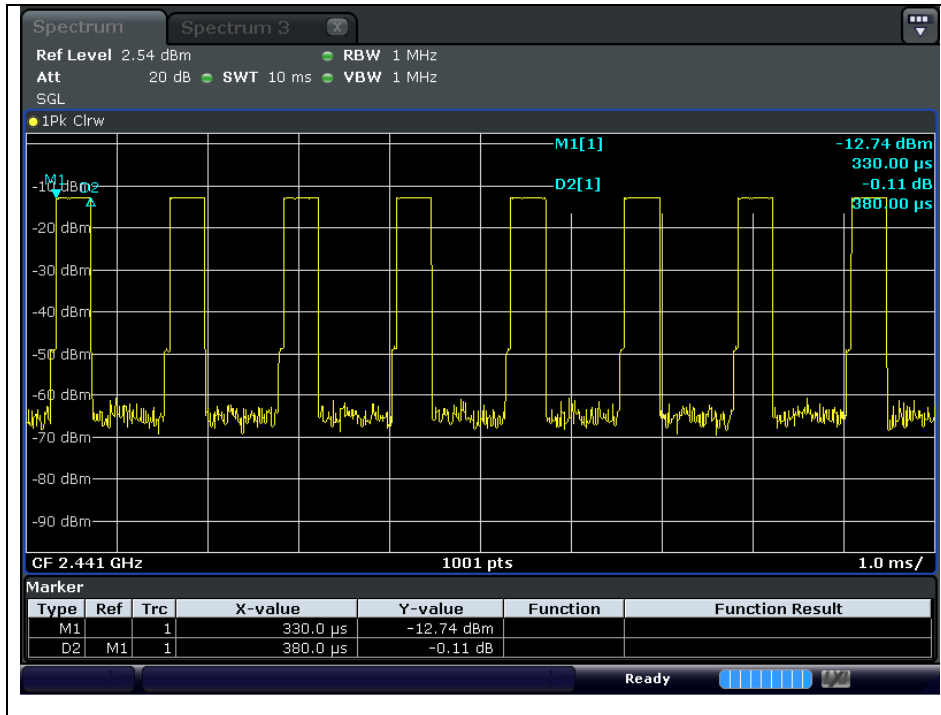 Spectrum Spectrum 3 X
Ref Level 2.54 dBm RBW 1 MHz
Att 20 dB SWT 10 ms VBW 1 MHz
SGL
1Pk Clrw
M1[1] -12.74 dBm
330.00 µs
D2[1] -0.11 dB
380.00 µs
M1 D2
-10 dBm
-20 dBm
-30 dBm
-40 dBm
-50 dBm
-60 dBm
-70 dBm
-80 dBm
-90 dBm
CF 2.441 GHz 1001 pts 1.0 ms/
Marker
Type Ref Trc X-value Y-value Function Function Result
M1 1 330.0 µs -12.74 dBm
D2 M1 1 380.0 µs -0.11 dB
Ready